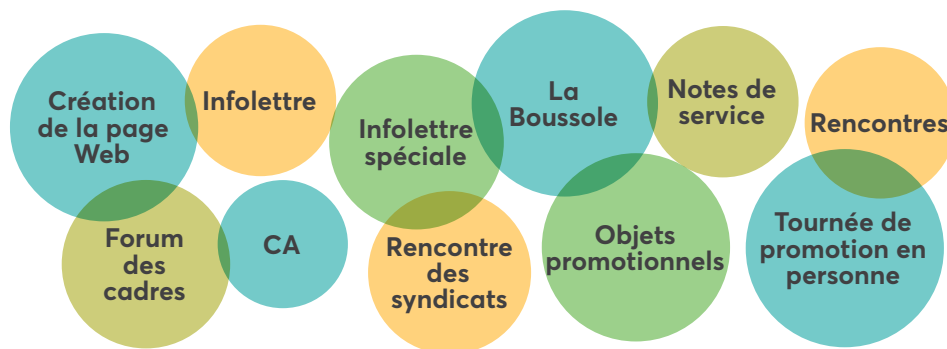 Création
de la page
Web
Infolettre
Infolettre
spéciale
La
Boussole
Notes de
service
Rencontres
Forum
des
cadres
CA
Rencontre
des
syndicats
Objets
promotionnels
Tournée de
promotion en
personne